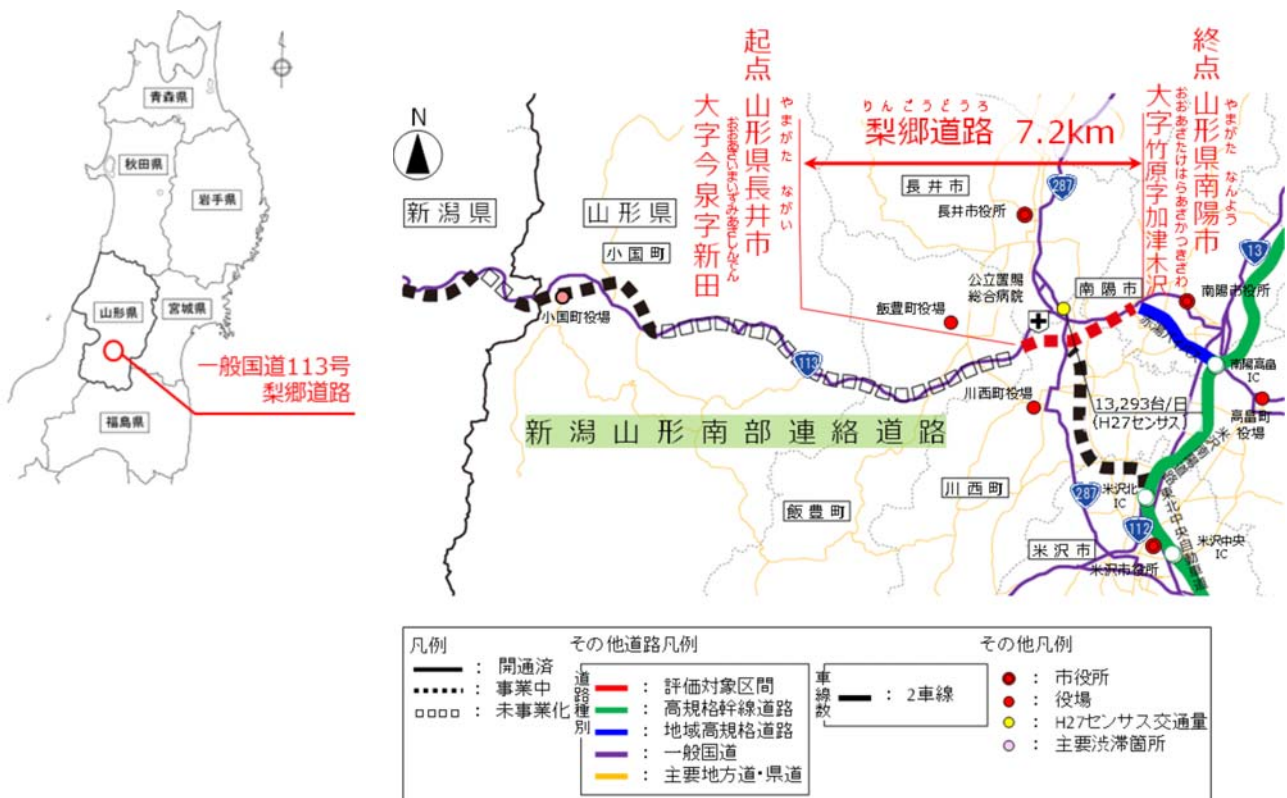 青森県
秋田県
岩手県
山形県
宮城県
福島県
一般国道113号
梨郷道路
N
新潟県
山形県
小国町
小国町役場
起点 山形県長井市
やまがた ながい
大字今泉字新田
おおあざいまいずみあざしんでん
りんごうどうろ
梨郷道路 7.2km
終点 山形県南陽市
やまがた なんよう
大字竹原字加津木沢
おおあざたけはらあざかつきざわ
長井市
長井市役所
287
13
公立置賜
総合病院
南陽市
南陽市役所
飯豊町役場
113
南陽高畠
IC
川西町役場
13,293台/日
(H27センサス)
高畠町
役場
新潟山形南部連絡道路
川西町
飯豊町
287
米沢北
IC
112
米沢市
米沢市役所
米沢中央
IC
東北中央自動車道
凡例
: 開通済
: 事業中
: 未事業化
その他道路凡例
道路種別
: 評価対象区間
: 高規格幹線道路
: 地域高規格道路
: 一般国道
: 主要地方道・県道
車線数
: 2車線
その他凡例
: 市役所
: 役場
: H27センサス交通量
: 主要渋滞箇所